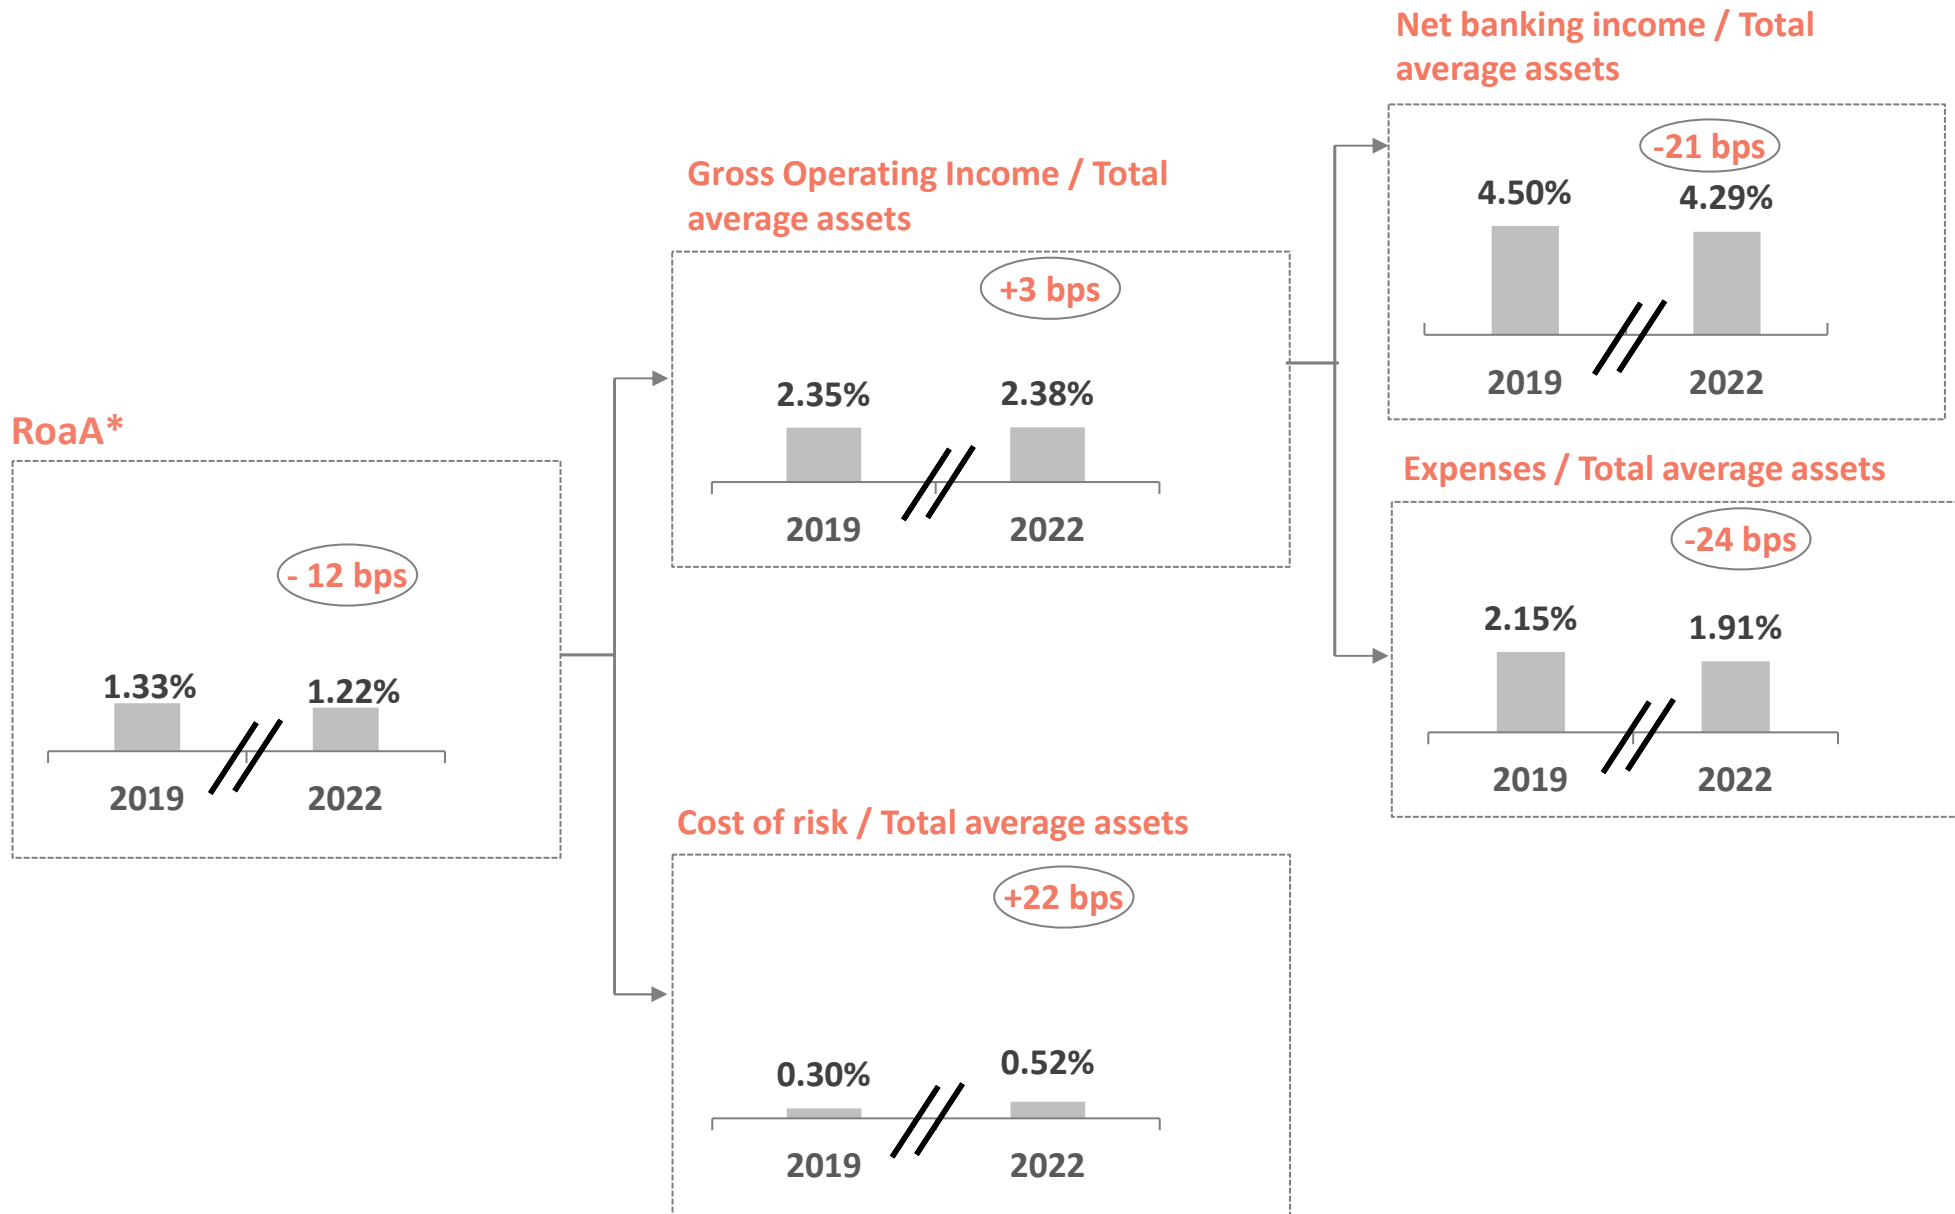 RoaA*
- 12 bps
1.33%
1.22%
2019
2022
Gross Operating Income / Total
average assets
+3 bps
2.35%
2.38%
2019
2022
Cost of risk / Total average assets
+22 bps
0.30%
0.52%
2019
2022
Net banking income / Total
average assets
-21 bps
4.50%
4.29%
2019
2022
Expenses / Total average assets
-24 bps
2.15%
1.91%
2019
2022